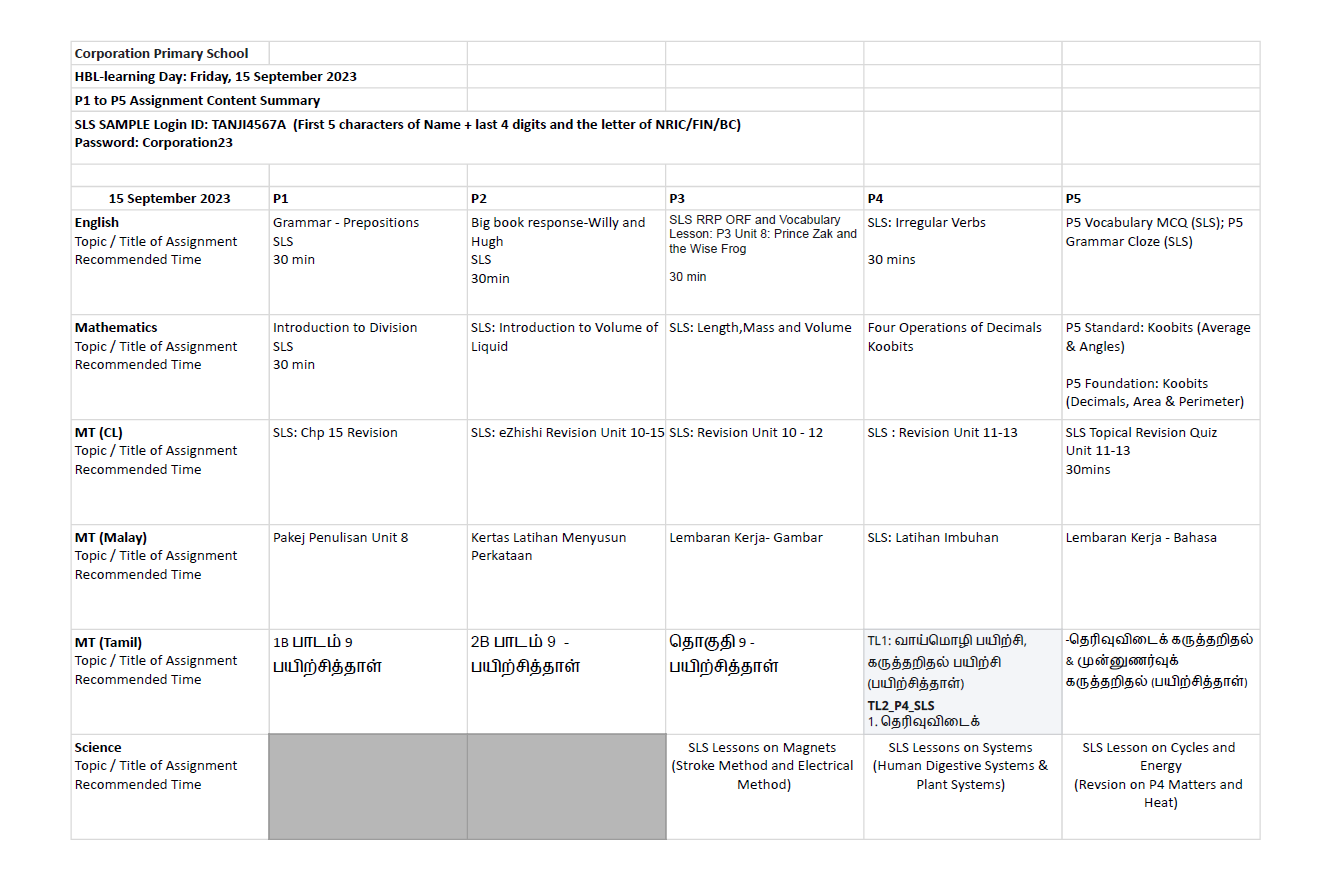 Corporation Primary School
HBL-learning Day: Friday, 15 September 2023
P1 to P5 Assignment Content Summary
SLS SAMPLE Login ID: TANJI4567A  (First 5 characters of Name + last 4 digits and the letter of NRIC/FIN/BC)
Password: Corporation23
15 September 2023
P1
P2
P3
P4
P5
English
Topic / Title of Assignment
Recommended Time
Grammar - Prepositions
SLS
30 min
Big book response-Willy and
Hugh
SLS
30min
SLS RRP ORF and Vocabulary
Lesson: P3 Unit 8: Prince Zak and
the Wise Frog
30 min
SLS: Irregular Verbs
30 mins
P5 Vocabulary MCQ (SLS); P5
Grammar Cloze (SLS)
Mathematics
Topic / Title of Assignment
Recommended Time
Introduction to Division
SLS
30 min
SLS: Introduction to Volume of
Liquid
SLS: Length,Mass and Volume
Four Operations of Decimals
Koobits
P5 Standard: Koobits (Average
& Angles)
P5 Foundation: Koobits
(Decimals, Area & Perimeter)
MT (CL)
Topic / Title of Assignment
Recommended Time
SLS: Chp 15 Revision
SLS: eZhishi Revision Unit 10-15
SLS: Revision Unit 10 - 12
SLS : Revision Unit 11-13
SLS Topical Revision Quiz
Unit 11-13
30mins
MT (Malay)
Topic / Title of Assignment
Recommended Time
Pakej Penulisan Unit 8
Kertas Latihan Menyusun
Perkataan
Lembaran Kerja- Gambar
SLS: Latihan Imbuhan
Lembaran Kerja - Bahasa
MT (Tamil)
Topic / Title of Assignment
Recommended Time
1B பாடம் 9
பயிற்சித்தாள்
2B பாடம் 9  -
பயிற்சித்தாள்
தொகுதி 9 -
பயிற்சித்தாள்
TL1: வாய்மொழி பயிற்சி,
கருத்தறிதல் பயிற்சி
(பயிற்சித்தாள்)
TL2_P4_SLS
1. தெரிவுவிடைக்
-தெரிவுவிடைக் கருத்தறிதல்
& முன்னுணர்வுக்
கருத்தறிதல் (பயிற்சித்தாள்)
Science
Topic / Title of Assignment
Recommended Time
SLS Lessons on Magnets
(Stroke Method and Electrical
Method)
SLS Lessons on Systems
(Human Digestive Systems &
Plant Systems)
SLS Lesson on Cycles and
Energy
(Revsion on P4 Matters and
Heat)